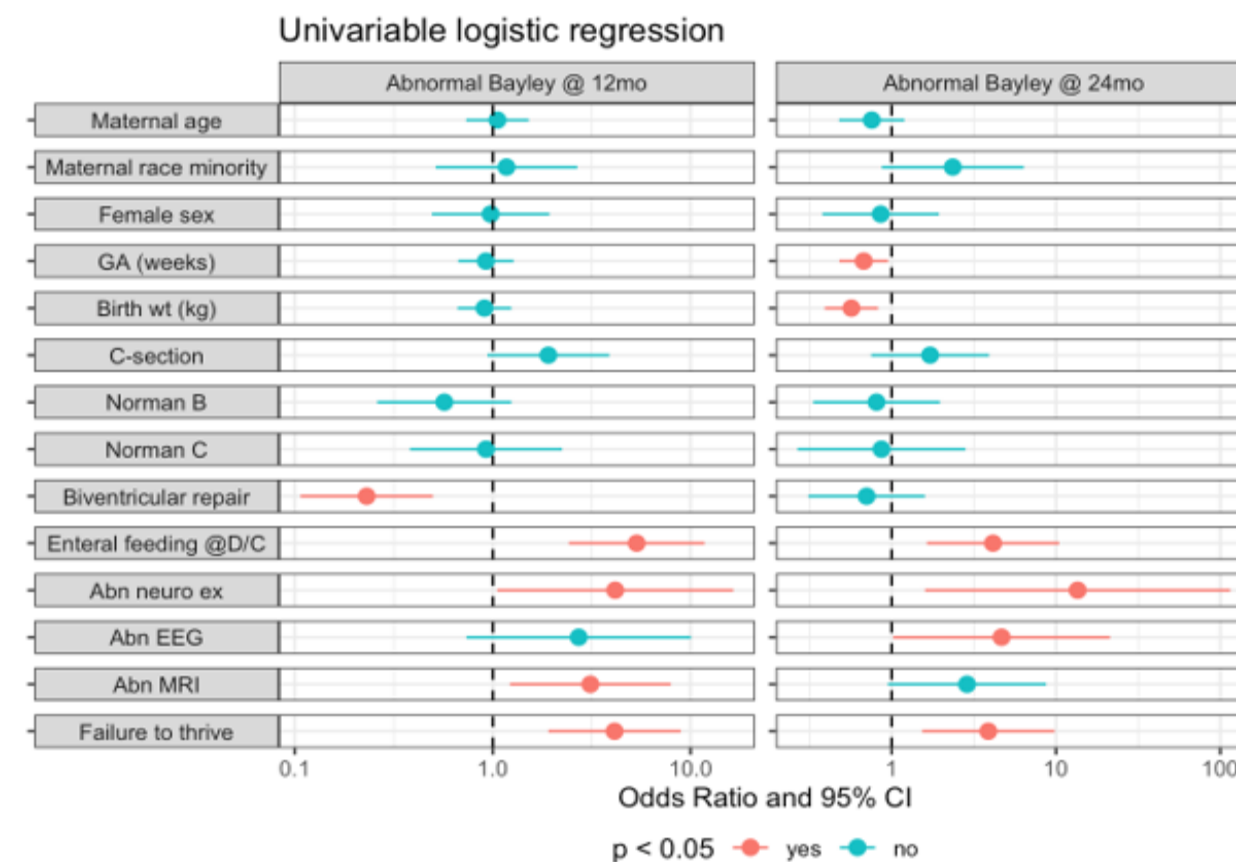 Univariable logistic regression
Abnormal Bayley @ 12mo Abnormal Bayley @ 24mo
Maternal age
Maternal race minority
Female sex
GA (weeks)
Birth wt (kg)
C-section
Norman B
Norman C
Biventricular repair
Enteral feeding @D/C
Abn neuro ex
Abn EEG
Abn MRI
Failure to thrive
0.1 1.0 10.0 1 10 100
Odds Ratio and 95% CI
p < 0.05 yes no